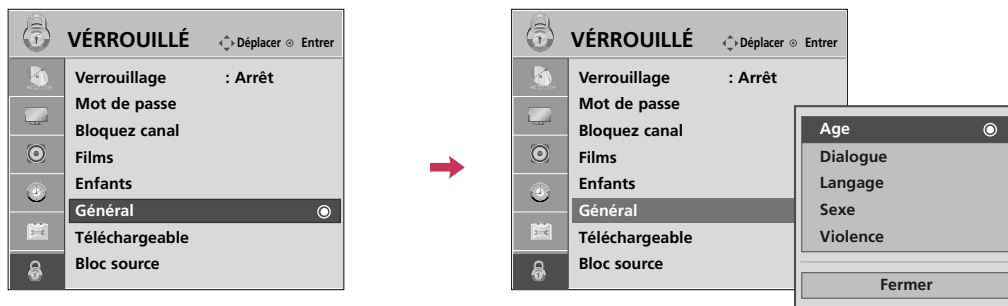 VÉRROUILLÉ Déplacer Entrer
Verrouillage : Arrêt
Mot de passe
Bloquez canal
Films
Enfants
Général
Téléchargeable
Bloc source
VÉRROUILLÉ Déplacer Entrer
Verrouillage : Arrêt
Mot de passe
Bloquez canal
Films
Enfants
Général
Téléchargeable
Bloc source
Age
Dialogue
Langage
Sexe
Violence
Fermer